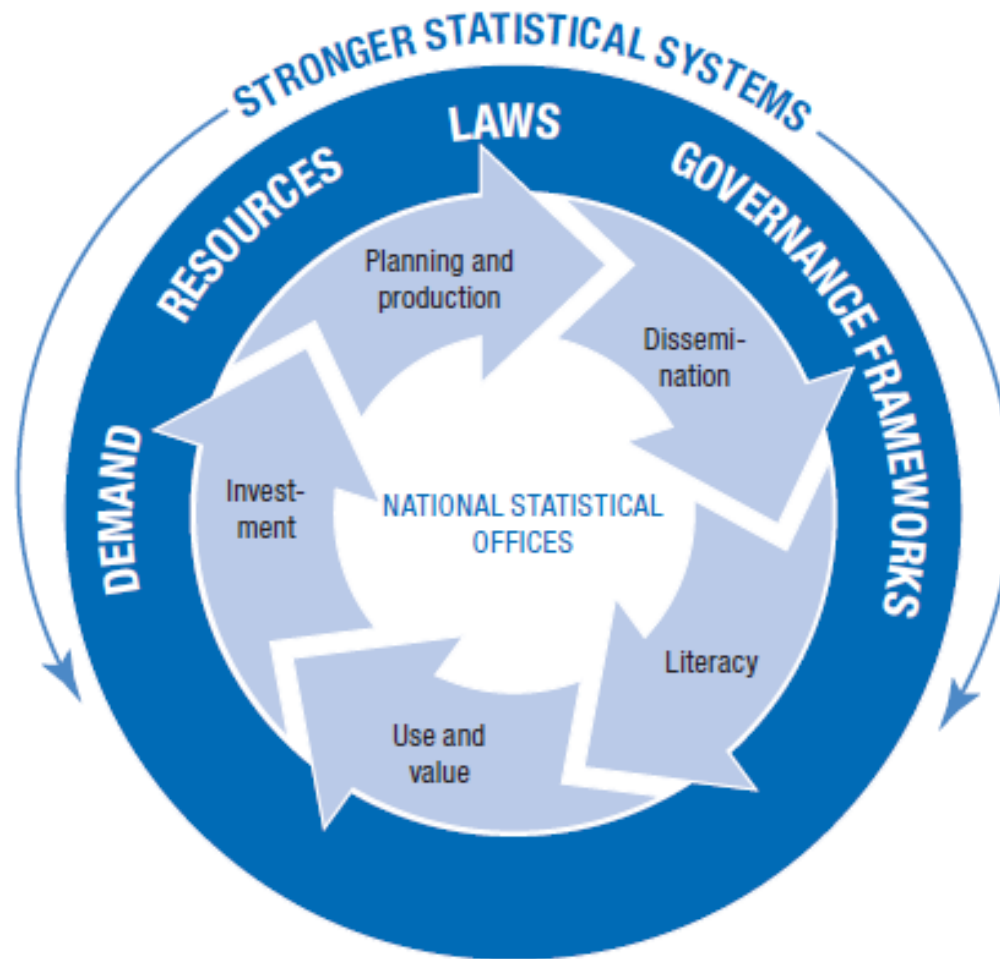 STRONGER STATISTICAL SYSTEMS
DEMAND
RESOURCES
LAWS
GOVERNANCE FRAMEWORKS
Planning and
production
Dissemi-
nation
Literacy
Use and
value
Invest-
ment
NATIONAL STATISTICAL
OFFICES